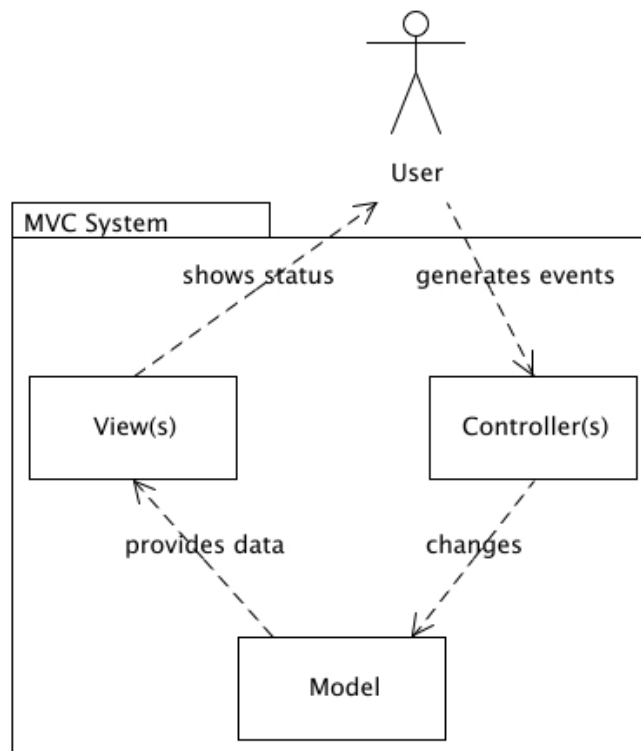 User
MVC System
shows status
generates events
View(s)
Controller(s)
provides data
changes
Model